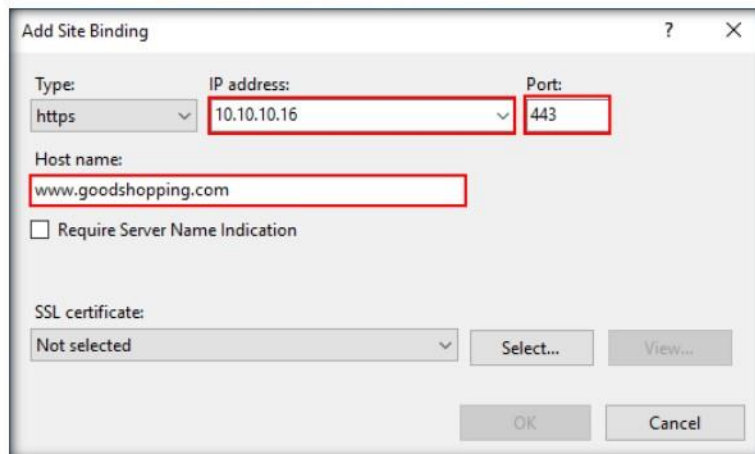 Add Site Binding ? ×
Type: IP address: Port:
https 10.10.10.16 443
Host name:
www.goodshopping.com
Require Server Name Indication
SSL certificate:
Not selected Select... View...
OK Cancel